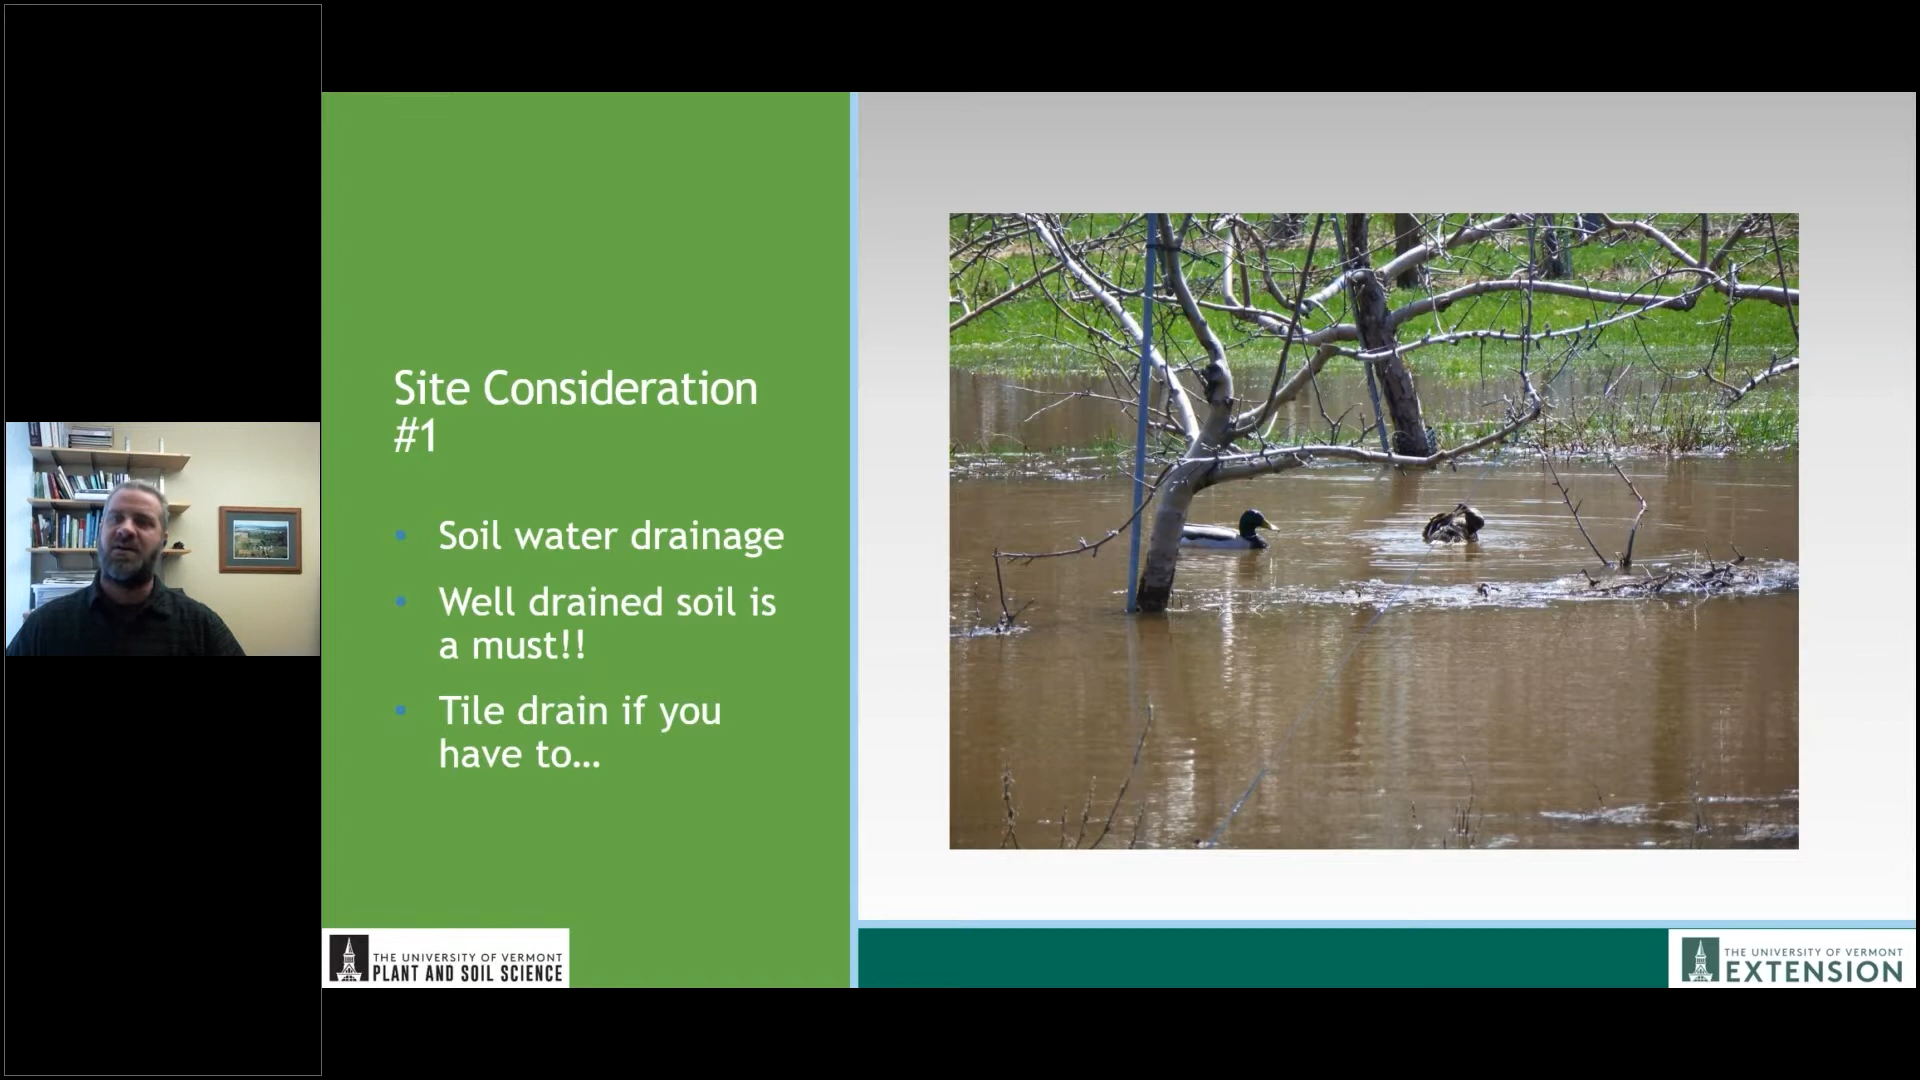 Site Consideration
#1
• Soil water drainage
• Well drained soil is
a must!!
• Tile drain if you
have to…
THE UNIVERSITY OF VERMONT
PLANT AND SOIL SCIENCE
THE UNIVERSITY OF VERMONT
EXTENSION